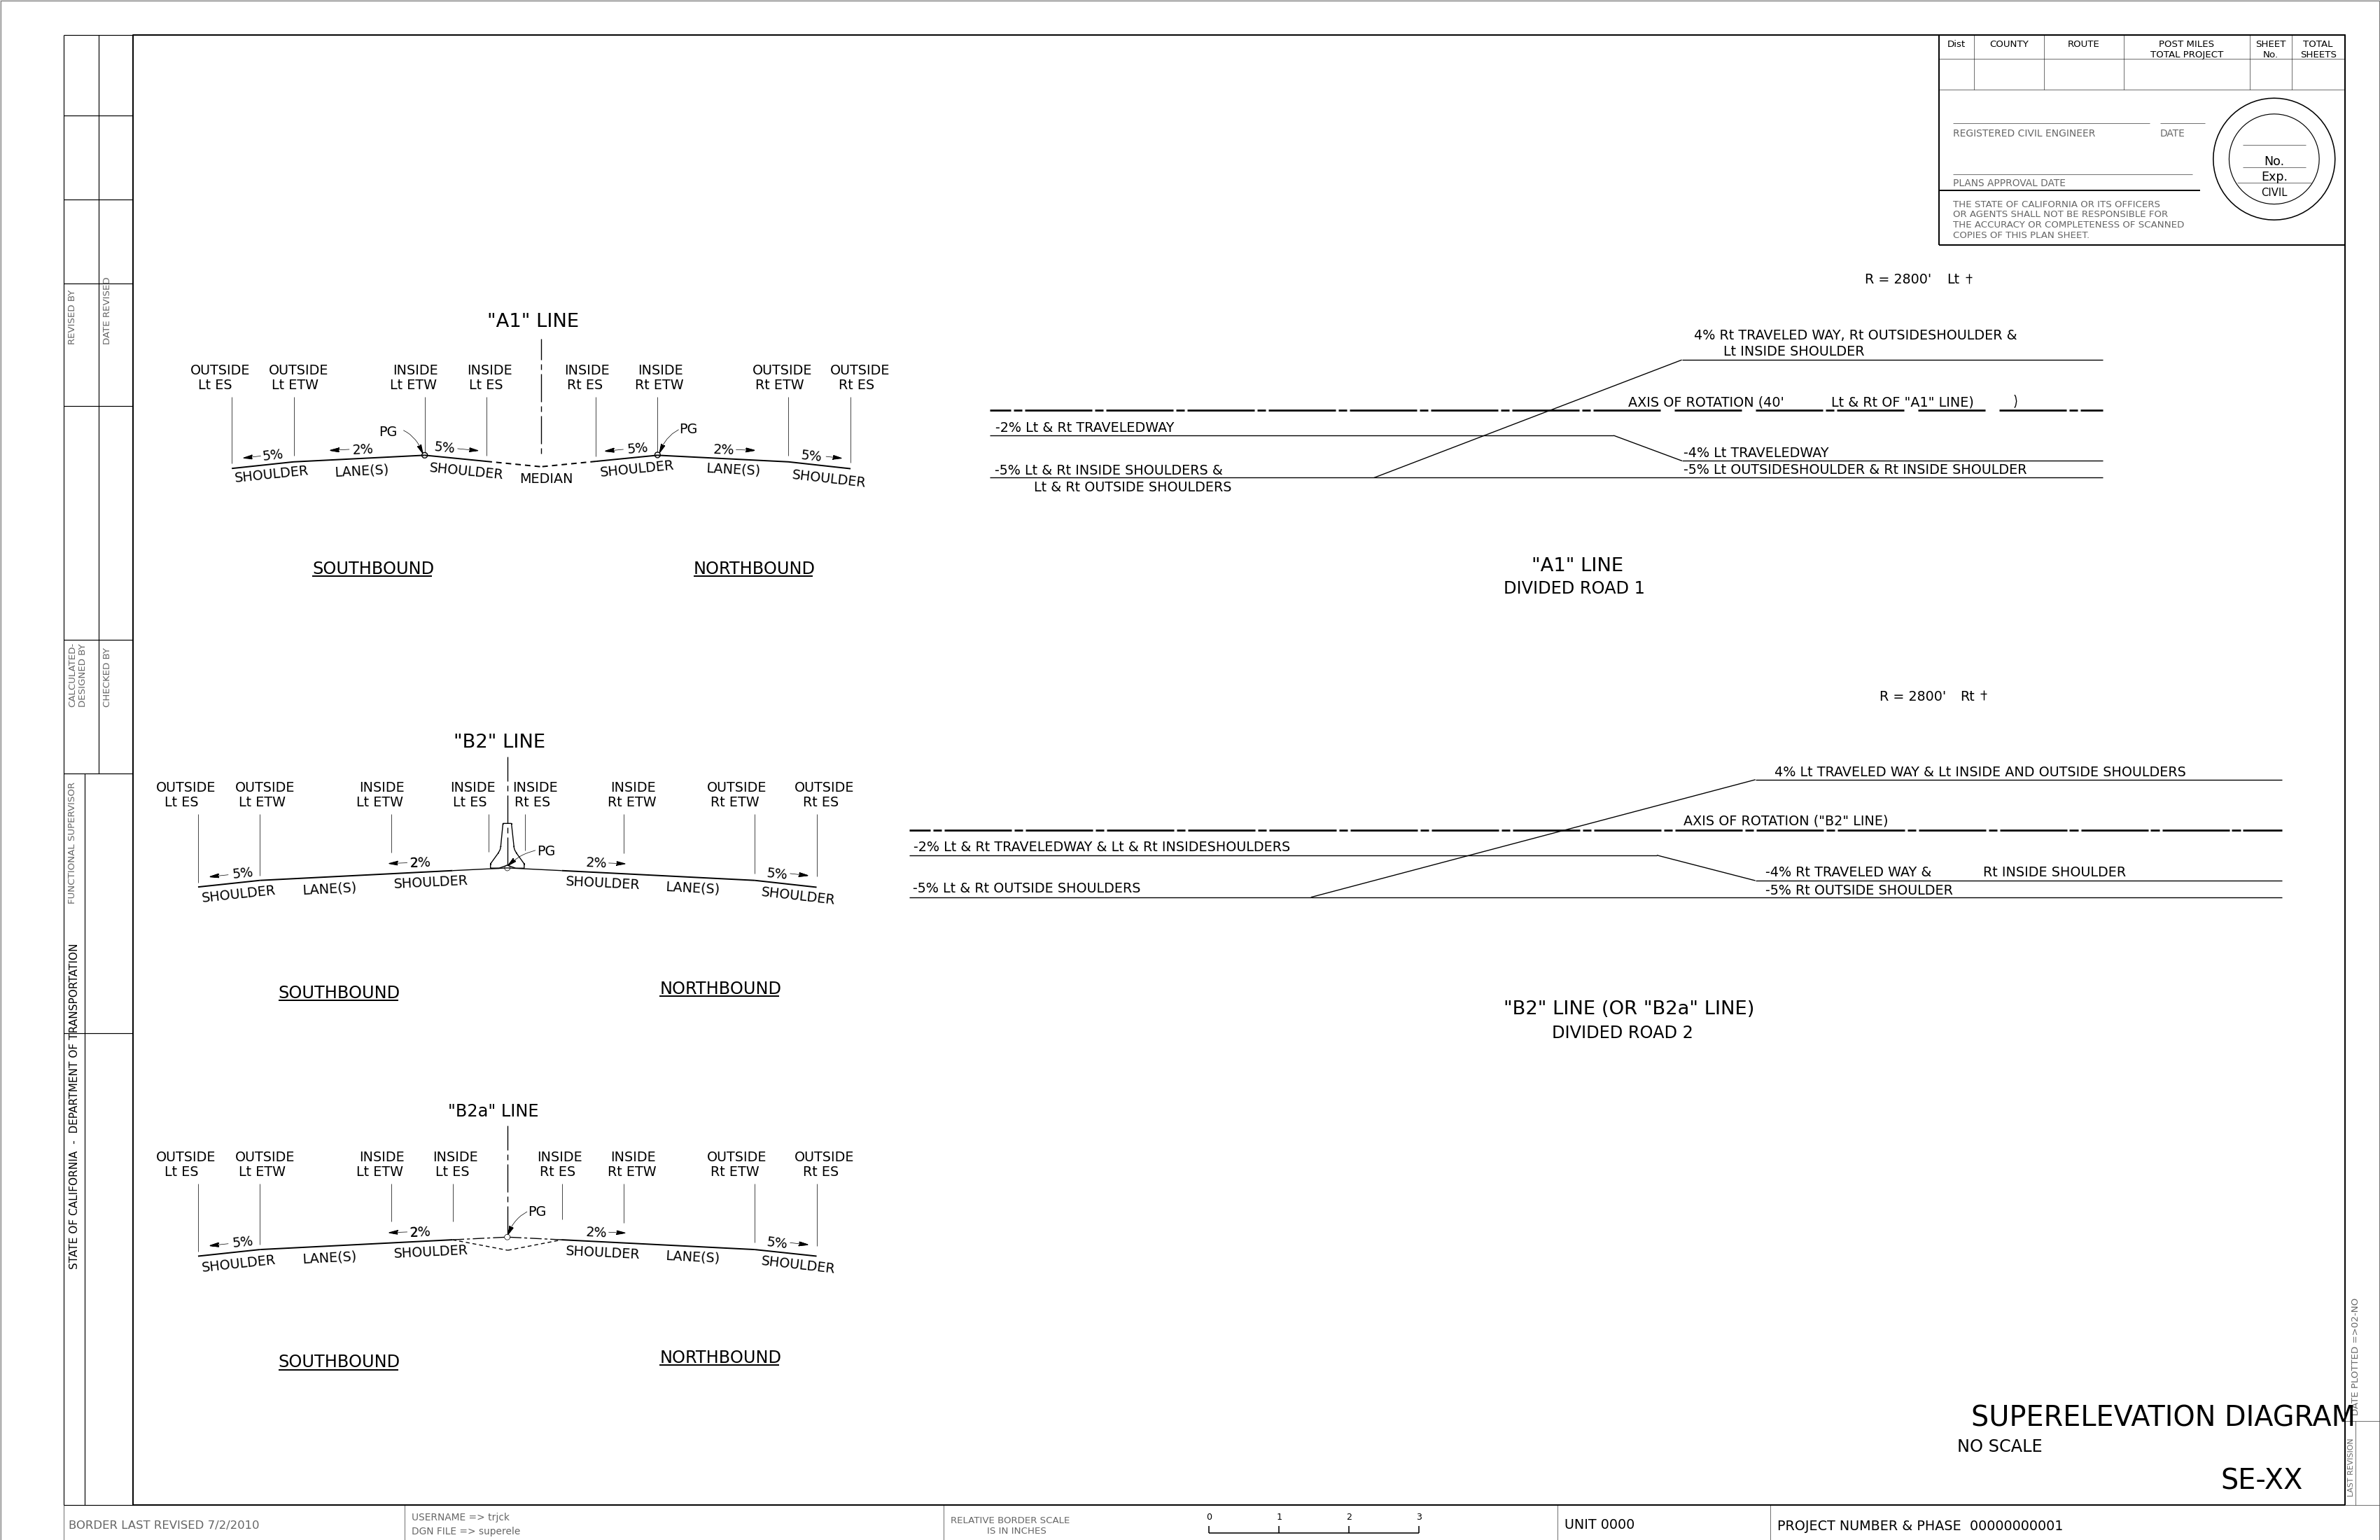 Dist COUNTY ROUTE POST MILES TOTAL PROJECT SHEET No. TOTAL SHEETS
REGISTERED CIVIL ENGINEER DATE
PLANS APPROVAL DATE
THE STATE OF CALIFORNIA OR ITS OFFICERS
OR AGENTS SHALL NOT BE RESPONSIBLE FOR
THE ACCURACY OR COMPLETENESS OF SCANNED
COPIES OF THIS PLAN SHEET.
No.
Exp.
CIVIL
REVISED BY
DATE REVISED
CALCULATED-
DESIGNED BY
CHECKED BY
FUNCTIONAL SUPERVISOR
STATE OF CALIFORNIA - DEPARTMENT OF TRANSPORTATION
"A1" LINE
OUTSIDE OUTSIDE INSIDE INSIDE INSIDE INSIDE OUTSIDE OUTSIDE
Lt ES Lt ETW Lt ETW Lt ES Rt ES Rt ETW Rt ETW Rt ES
PG PG
5% 2% 5% 5% 2% 5%
SHOULDER LANE(S) SHOULDER MEDIAN SHOULDER LANE(S) SHOULDER
SOUTHBOUND NORTHBOUND
R = 2800' Lt †
4% Rt TRAVELED WAY, Rt OUTSIDESHOULDER &
Lt INSIDE SHOULDER
AXIS OF ROTATION (40' Lt & Rt OF "A1" LINE) )
-2% Lt & Rt TRAVELEDWAY
-4% Lt TRAVELEDWAY
-5% Lt & Rt INSIDE SHOULDERS &
-5% Lt OUTSIDESHOULDER & Rt INSIDE SHOULDER
Lt & Rt OUTSIDE SHOULDERS
"A1" LINE
DIVIDED ROAD 1
"B2" LINE
OUTSIDE OUTSIDE INSIDE INSIDE INSIDE INSIDE OUTSIDE OUTSIDE
Lt ES Lt ETW Lt ETW Lt ES Rt ES Rt ETW Rt ETW Rt ES
PG
5% 2% 2% 5%
SHOULDER LANE(S) SHOULDER SHOULDER LANE(S) SHOULDER
SOUTHBOUND NORTHBOUND
R = 2800' Rt †
4% Lt TRAVELED WAY & Lt INSIDE AND OUTSIDE SHOULDERS
AXIS OF ROTATION ("B2" LINE)
-2% Lt & Rt TRAVELEDWAY & Lt & Rt INSIDESHOULDERS
-4% Rt TRAVELED WAY & Rt INSIDE SHOULDER
-5% Lt & Rt OUTSIDE SHOULDERS
-5% Rt OUTSIDE SHOULDER
"B2" LINE (OR "B2a" LINE)
DIVIDED ROAD 2
"B2a" LINE
OUTSIDE OUTSIDE INSIDE INSIDE INSIDE INSIDE OUTSIDE OUTSIDE
Lt ES Lt ETW Lt ETW Lt ES Rt ES Rt ETW Rt ETW Rt ES
PG
5% 2% 2% 5%
SHOULDER LANE(S) SHOULDER SHOULDER LANE(S) SHOULDER
SOUTHBOUND NORTHBOUND
SUPERELEVATION DIAGRAM
NO SCALE
SE-XX
DATE PLOTTED =>02-NO
LAST REVISION
BORDER LAST REVISED 7/2/2010
USERNAME => trjck
DGN FILE => superele
RELATIVE BORDER SCALE
IS IN INCHES
0 1 2 3
UNIT 0000
PROJECT NUMBER & PHASE 00000000001